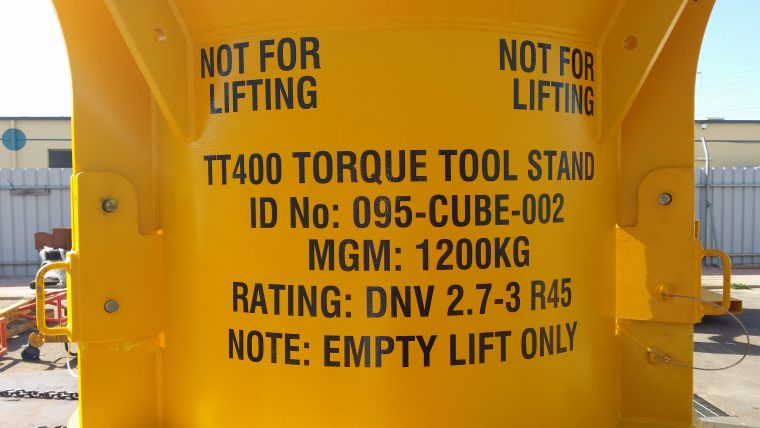 NOT FOR
LIFTING
NOT FOR
LIFTING
TT400 TORQUE TOOL STAND
ID No: 095-CUBE-002
MGM: 1200KG
RATING: DNV 2.7-3 R45
NOTE: EMPTY LIFT ONLY